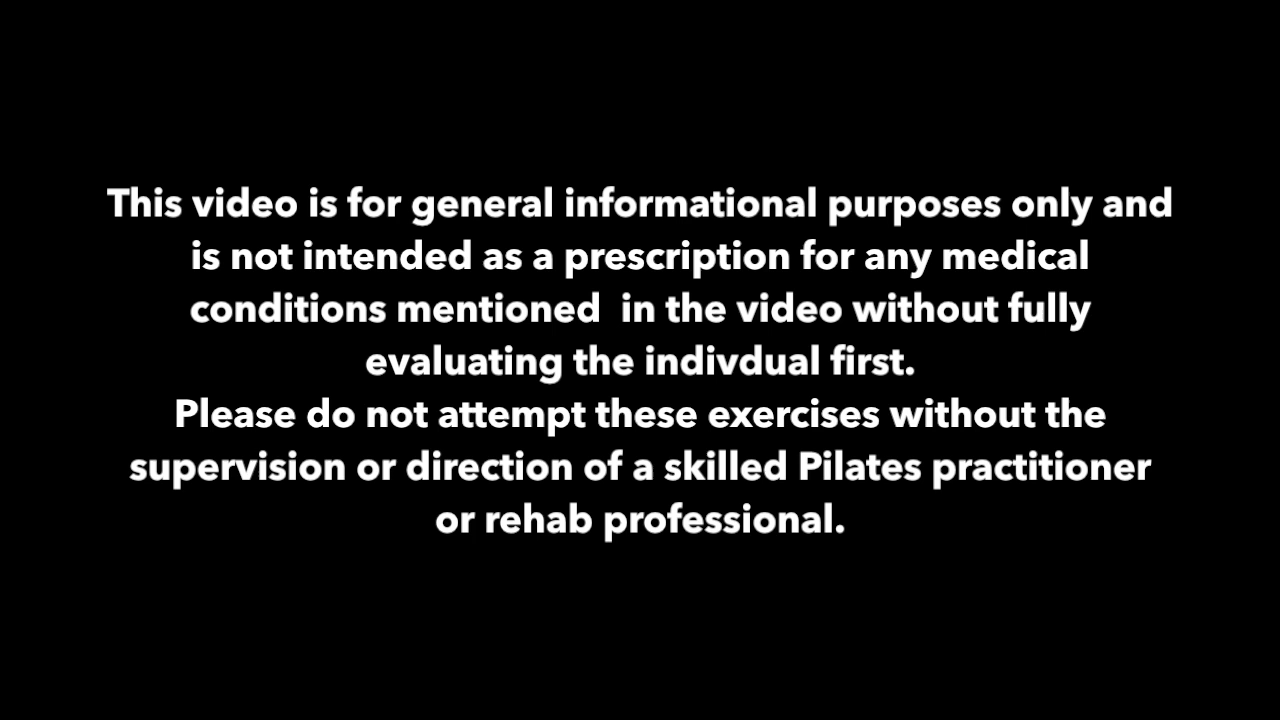 This video is for general informational purposes only and
is not intended as a prescription for any medical
conditions mentioned  in the video without fully
evaluating the indivdual first.
Please do not attempt these exercises without the
supervision or direction of a skilled Pilates practitioner
or rehab professional.